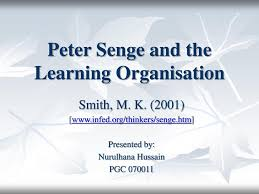 Peter Senge and the
Learning Organisation
Smith, M. K. (2001)
[www.infed.org/thinkers/senge.htm]
Presented by:
Nurulhana Hussain
PGC 070011